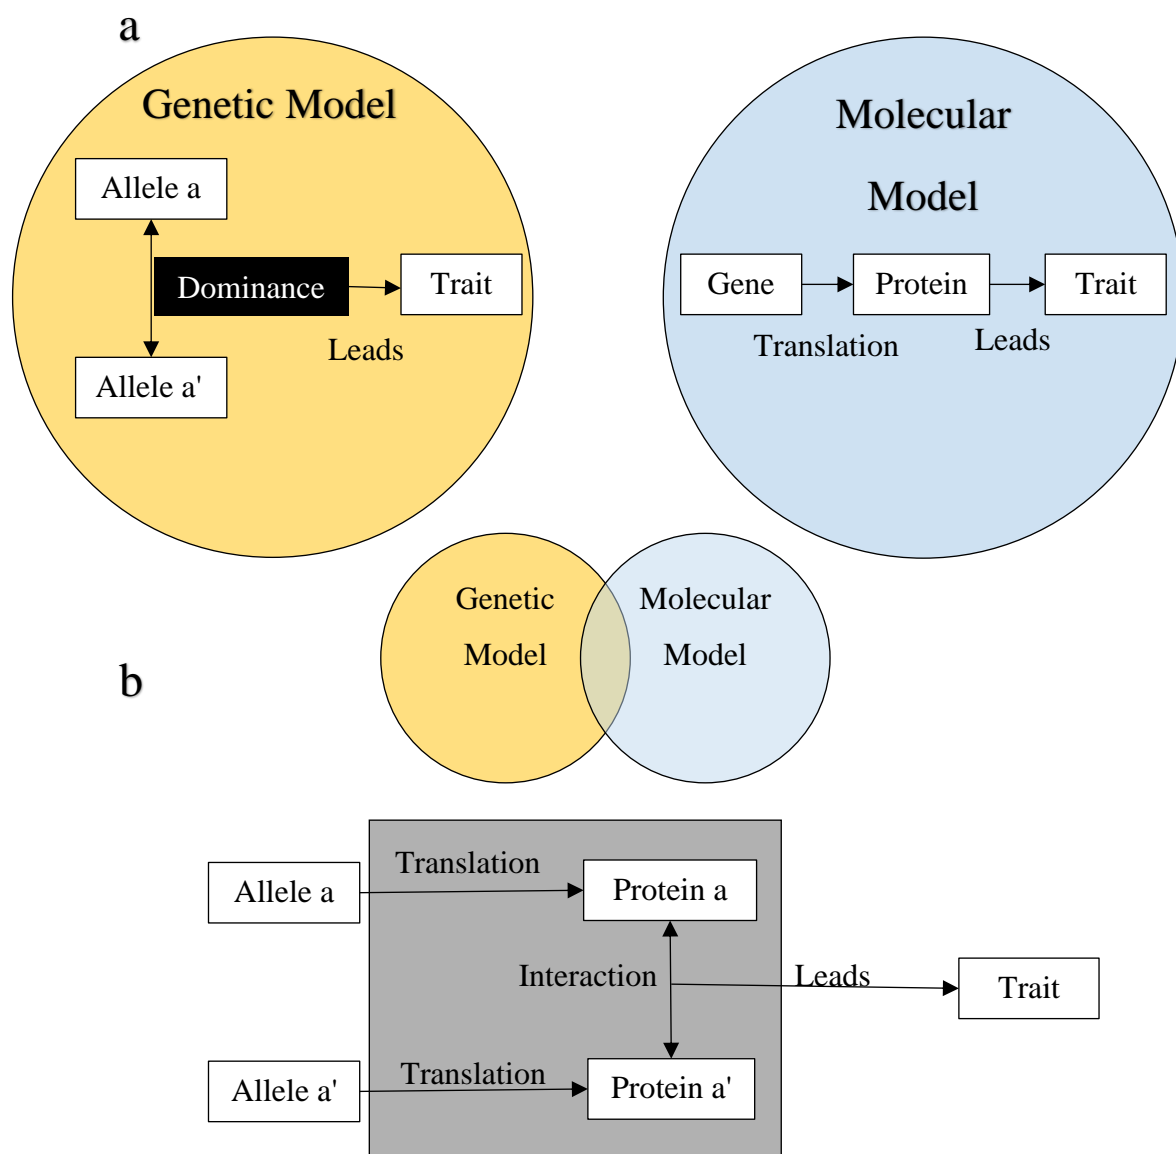 a
Genetic Model
Allele a
Dominance
Trait
Leads
Allele a'
Molecular
Model
Gene
Protein
Trait
Translation
Leads
Genetic
Model
Molecular
Model
b
Translation
Allele a
Protein a
Interaction
Leads
Trait
Translation
Allele a'
Protein a'